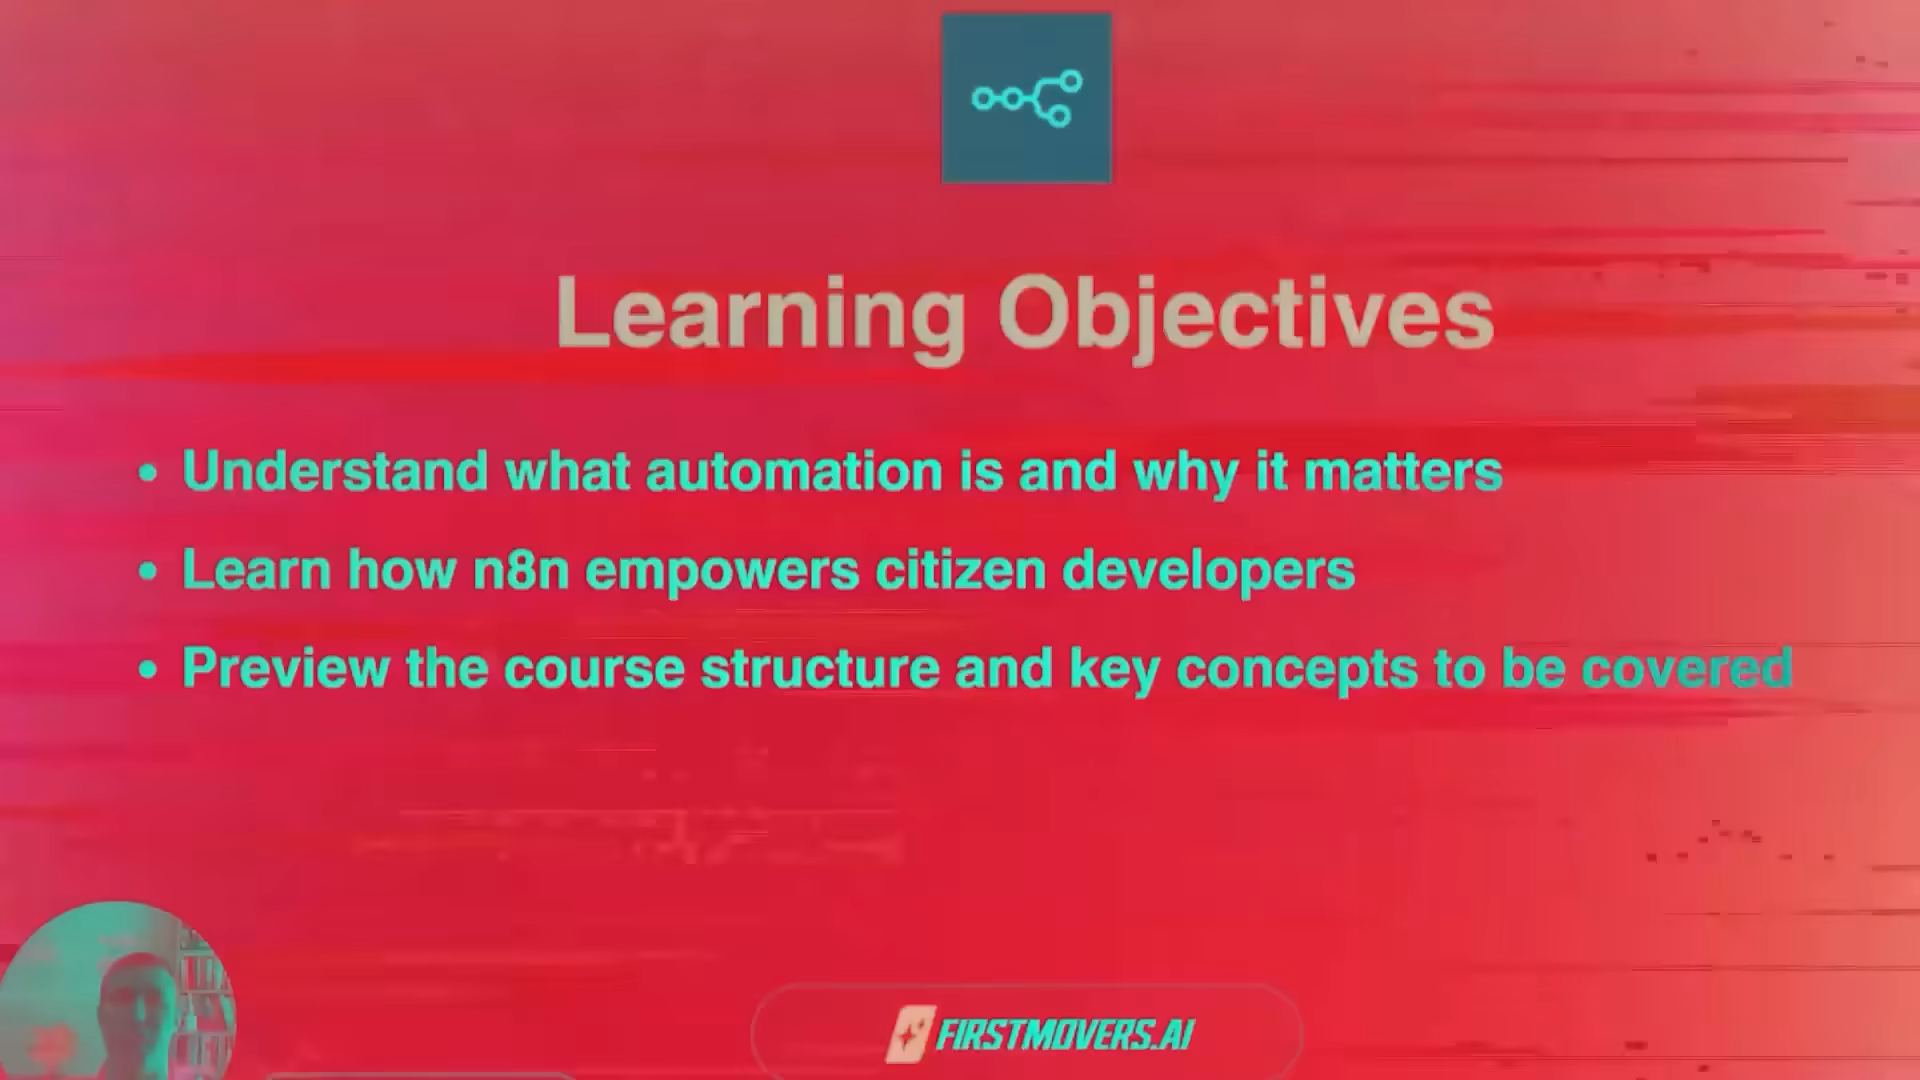 Learning Objectives
• Understand what automation is and why it matters
• Learn how n8n empowers citizen developers
• Preview the course structure and key concepts to be covered
FIRSTMOVERS.AI